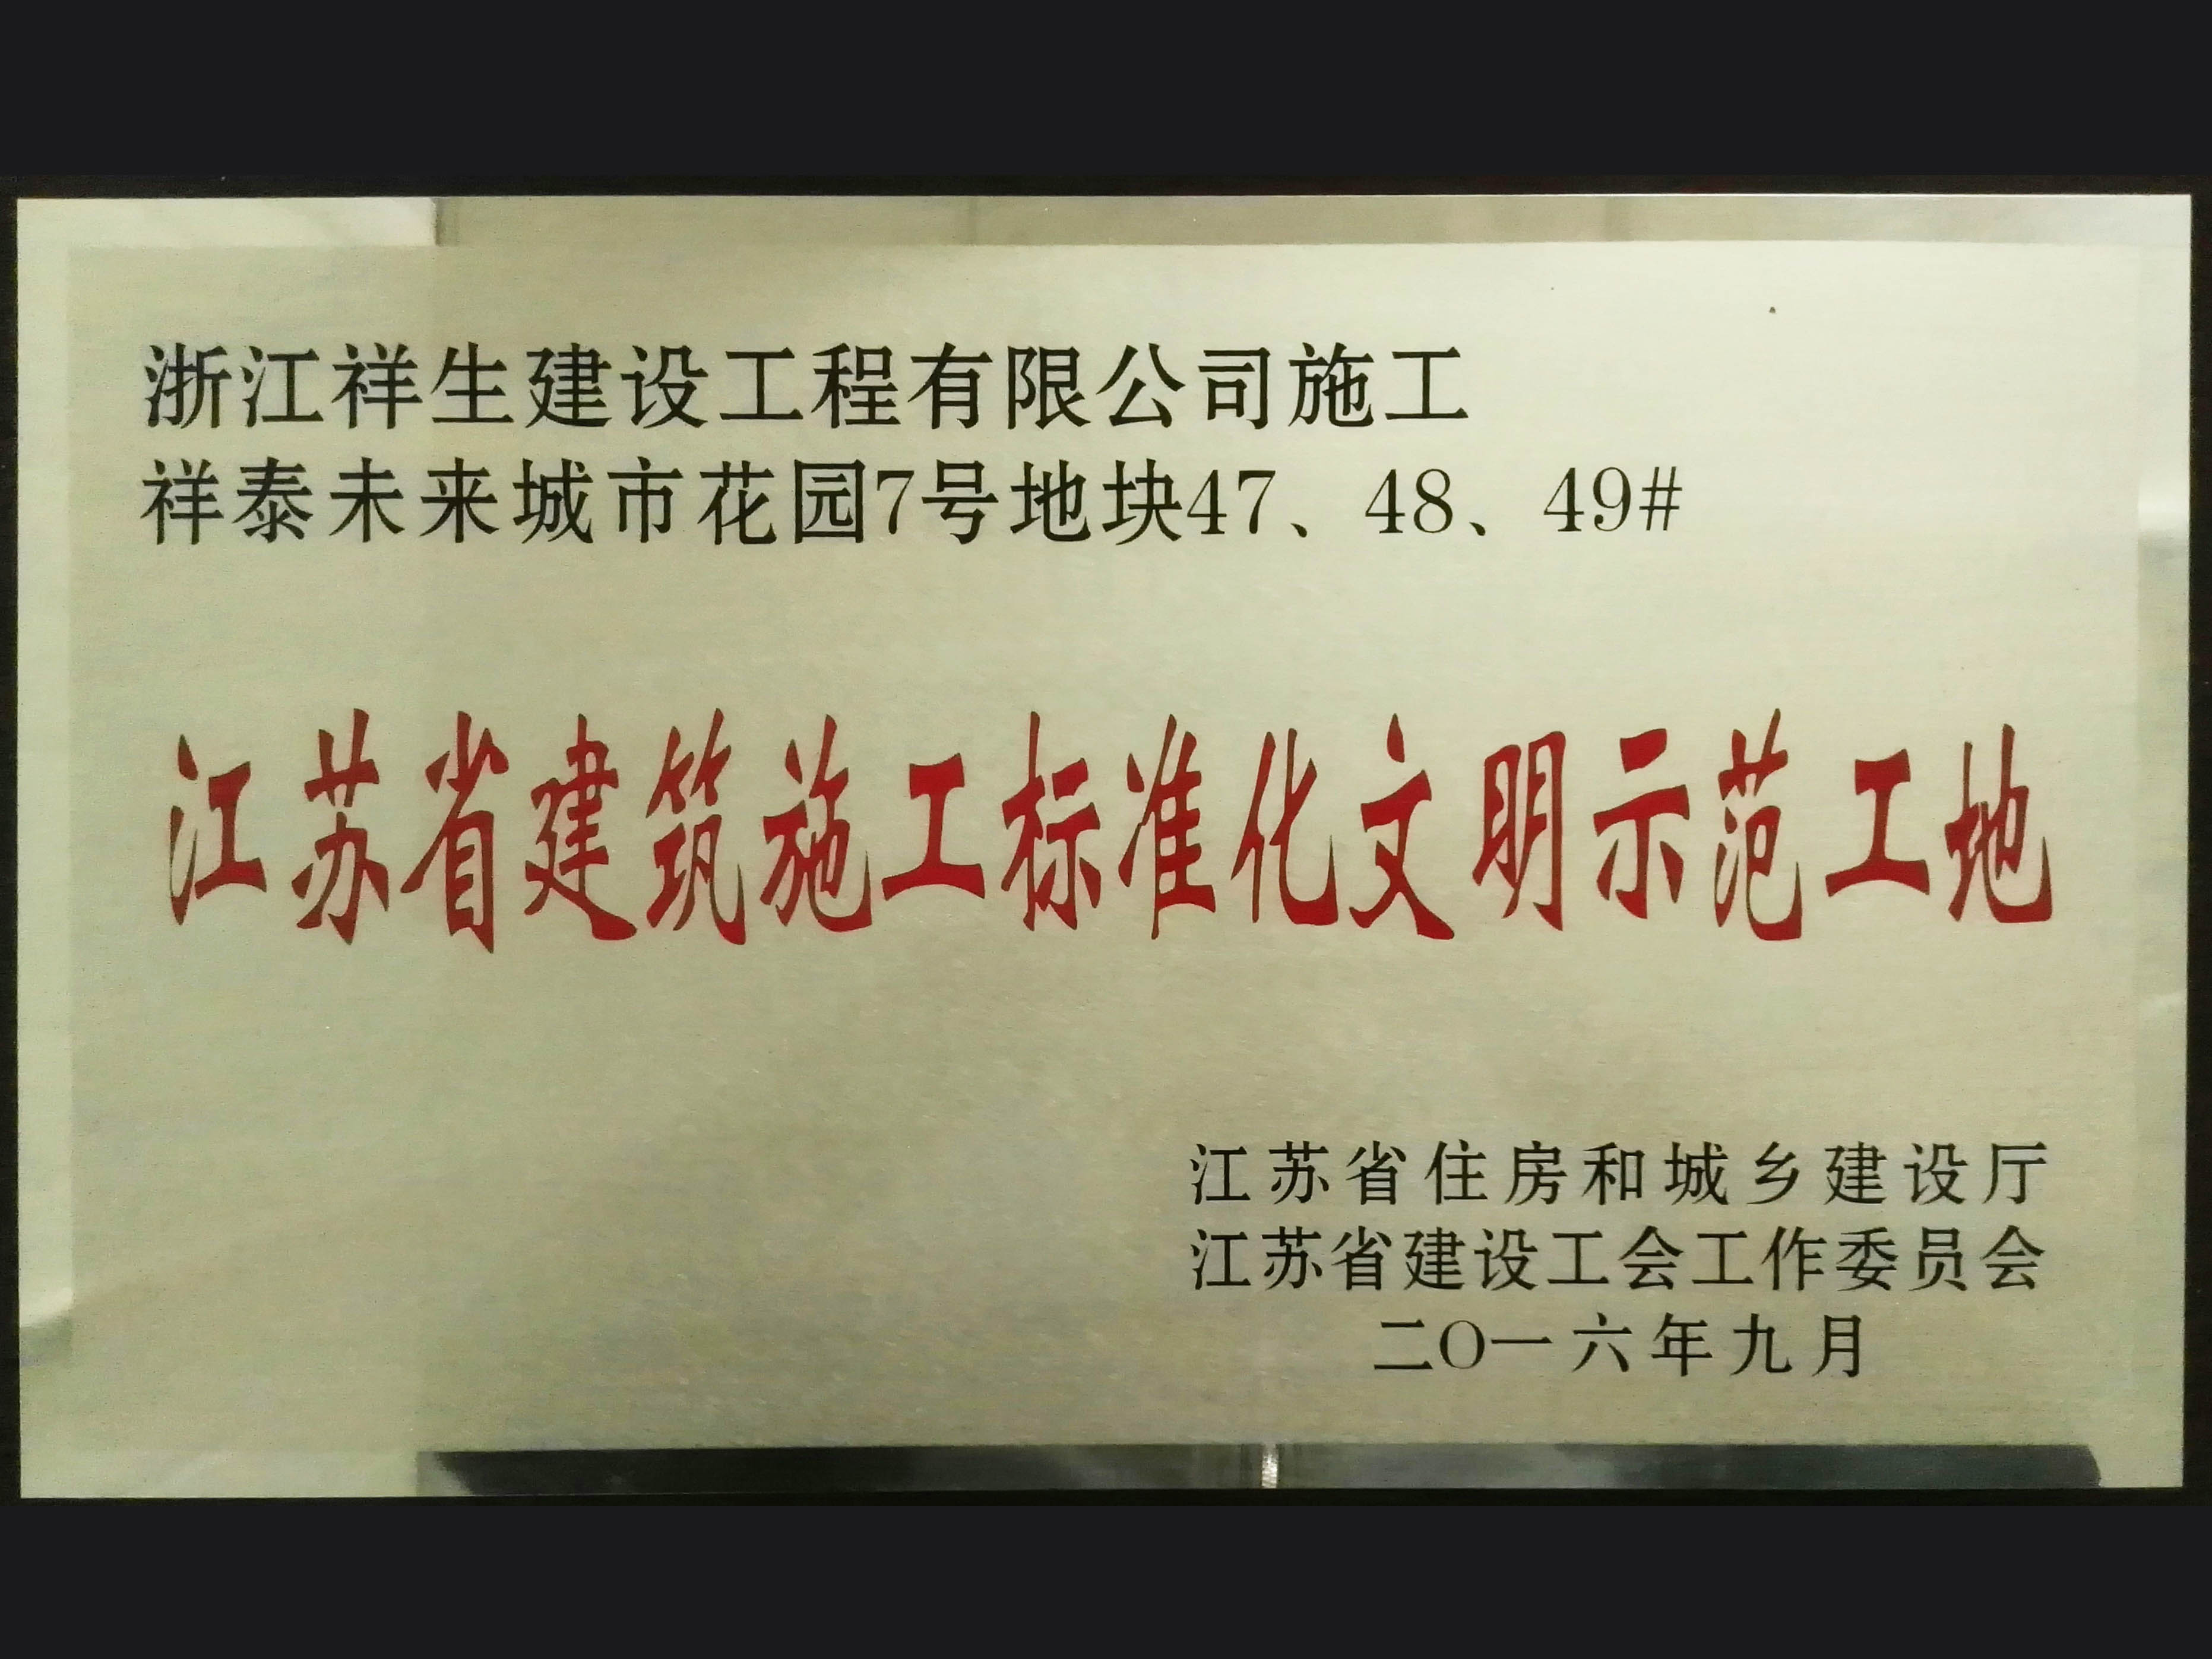 浙江祥生建设工程有限公司施工
祥泰未来城市花园7号地块47、48、49#
江苏省建筑施工标准化文明示范工地
江苏省住房和城乡建设厅
江苏省建设工会工作委员会
二〇一六年九月